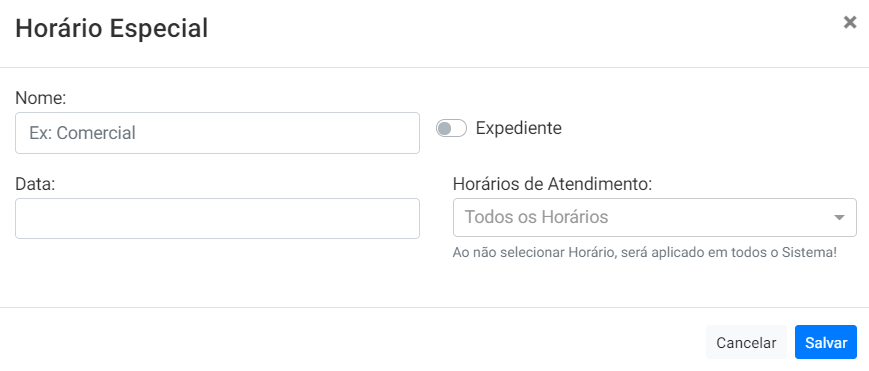 Horário Especial
×
Nome:
Ex: Comercial
Expediente
Data:
Horários de Atendimento:
Todos os Horários
Ao não selecionar Horário, será aplicado em todos o Sistema!
Cancelar
Salvar